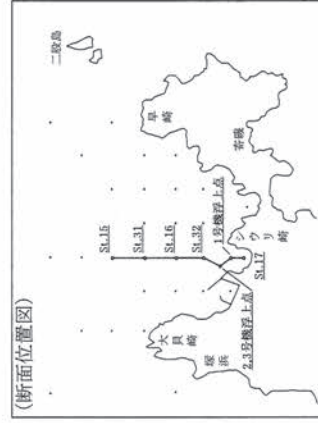 (断面位置図)
二股島
早崎
寄磯
St.15
St.31
St.16
St.32
1号機浮上点
シウリ崎
St.17
2,3号機浮上点
大貝崎
塚浜